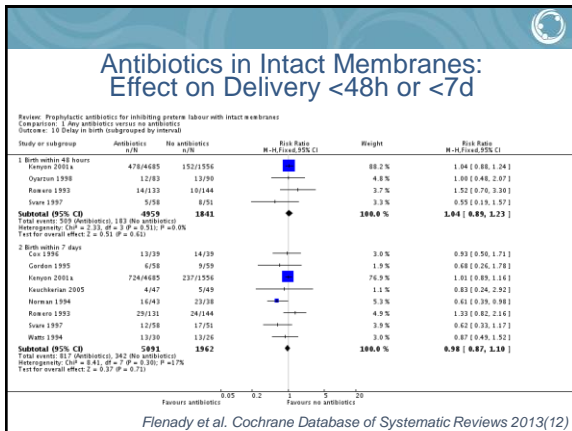 Antibiotics in Intact Membranes:
Effect on Delivery <48h or <7d
Review: Prophylactic antibiotics for inhibiting preterm labour with intact membranes
Comparison: 1 Any antibiotics versus no antibiotics
Outcome: 10 Delay in birth (subgrouped by interval)
Study or subgroup Antibiotics No antibiotics Risk Ratio Weight Risk Ratio
n/N n/N M-H,Fixed,95% CI M-H,Fixed,95% CI
1 Birth within 48 hours
Kenyon 2001a 478/4685 152/1556 88.2 % 1.04 [ 0.88, 1.24 ]
Oyarzun 1998 12/83 13/90 4.8 % 1.00 [ 0.48, 2.07 ]
Romero 1993 14/133 10/144 3.7 % 1.52 [ 0.70, 3.30 ]
Svare 1997 5/58 8/51 3.3 % 0.55 [ 0.19, 1.57 ]
Subtotal (95% CI) 4959 1841 100.0 % 1.04 [ 0.89, 1.23 ]
Total events: 509 (Antibiotics), 183 (No antibiotics)
Heterogeneity: Chi² = 2.33, df = 3 (P = 0.51); I² =0.0%
Test for overall effect: Z = 0.51 (P = 0.61)
2 Birth within 7 days
Cox 1996 13/39 14/39 3.0 % 0.93 [ 0.50, 1.71 ]
Gordon 1995 6/58 9/59 1.9 % 0.68 [ 0.26, 1.78 ]
Kenyon 2001a 724/4685 237/1556 76.9 % 1.01 [ 0.89, 1.16 ]
Keuchkerian 2005 4/47 5/49 1.1 % 0.83 [ 0.24, 2.92 ]
Norman 1994 16/43 23/38 5.3 % 0.61 [ 0.39, 0.98 ]
Romero 1993 29/131 24/144 4.9 % 1.33 [ 0.82, 2.16 ]
Svare 1997 12/58 17/51 3.9 % 0.62 [ 0.33, 1.17 ]
Watts 1994 13/30 13/26 3.0 % 0.87 [ 0.49, 1.52 ]
Subtotal (95% CI) 5091 1962 100.0 % 0.98 [ 0.87, 1.10 ]
Total events: 817 (Antibiotics), 342 (No antibiotics)
Heterogeneity: Chi² = 8.41, df = 7 (P = 0.30); I² =17%
Test for overall effect: Z = 0.37 (P = 0.71)
0.05 0.2 1 5 20
Favours antibiotics Favours no antibiotics
Flenady et al. Cochrane Database of Systematic Reviews 2013(12)